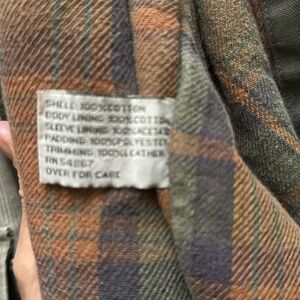 SHELL: 100%COTTON
BODY LINING: 100%COTTON
SLEEVE LINING: 100%ACETATE
PADDING: 100%POLYESTER
TRIMMING: 100%LEATHER
RN 54867
OVER FOR CARE